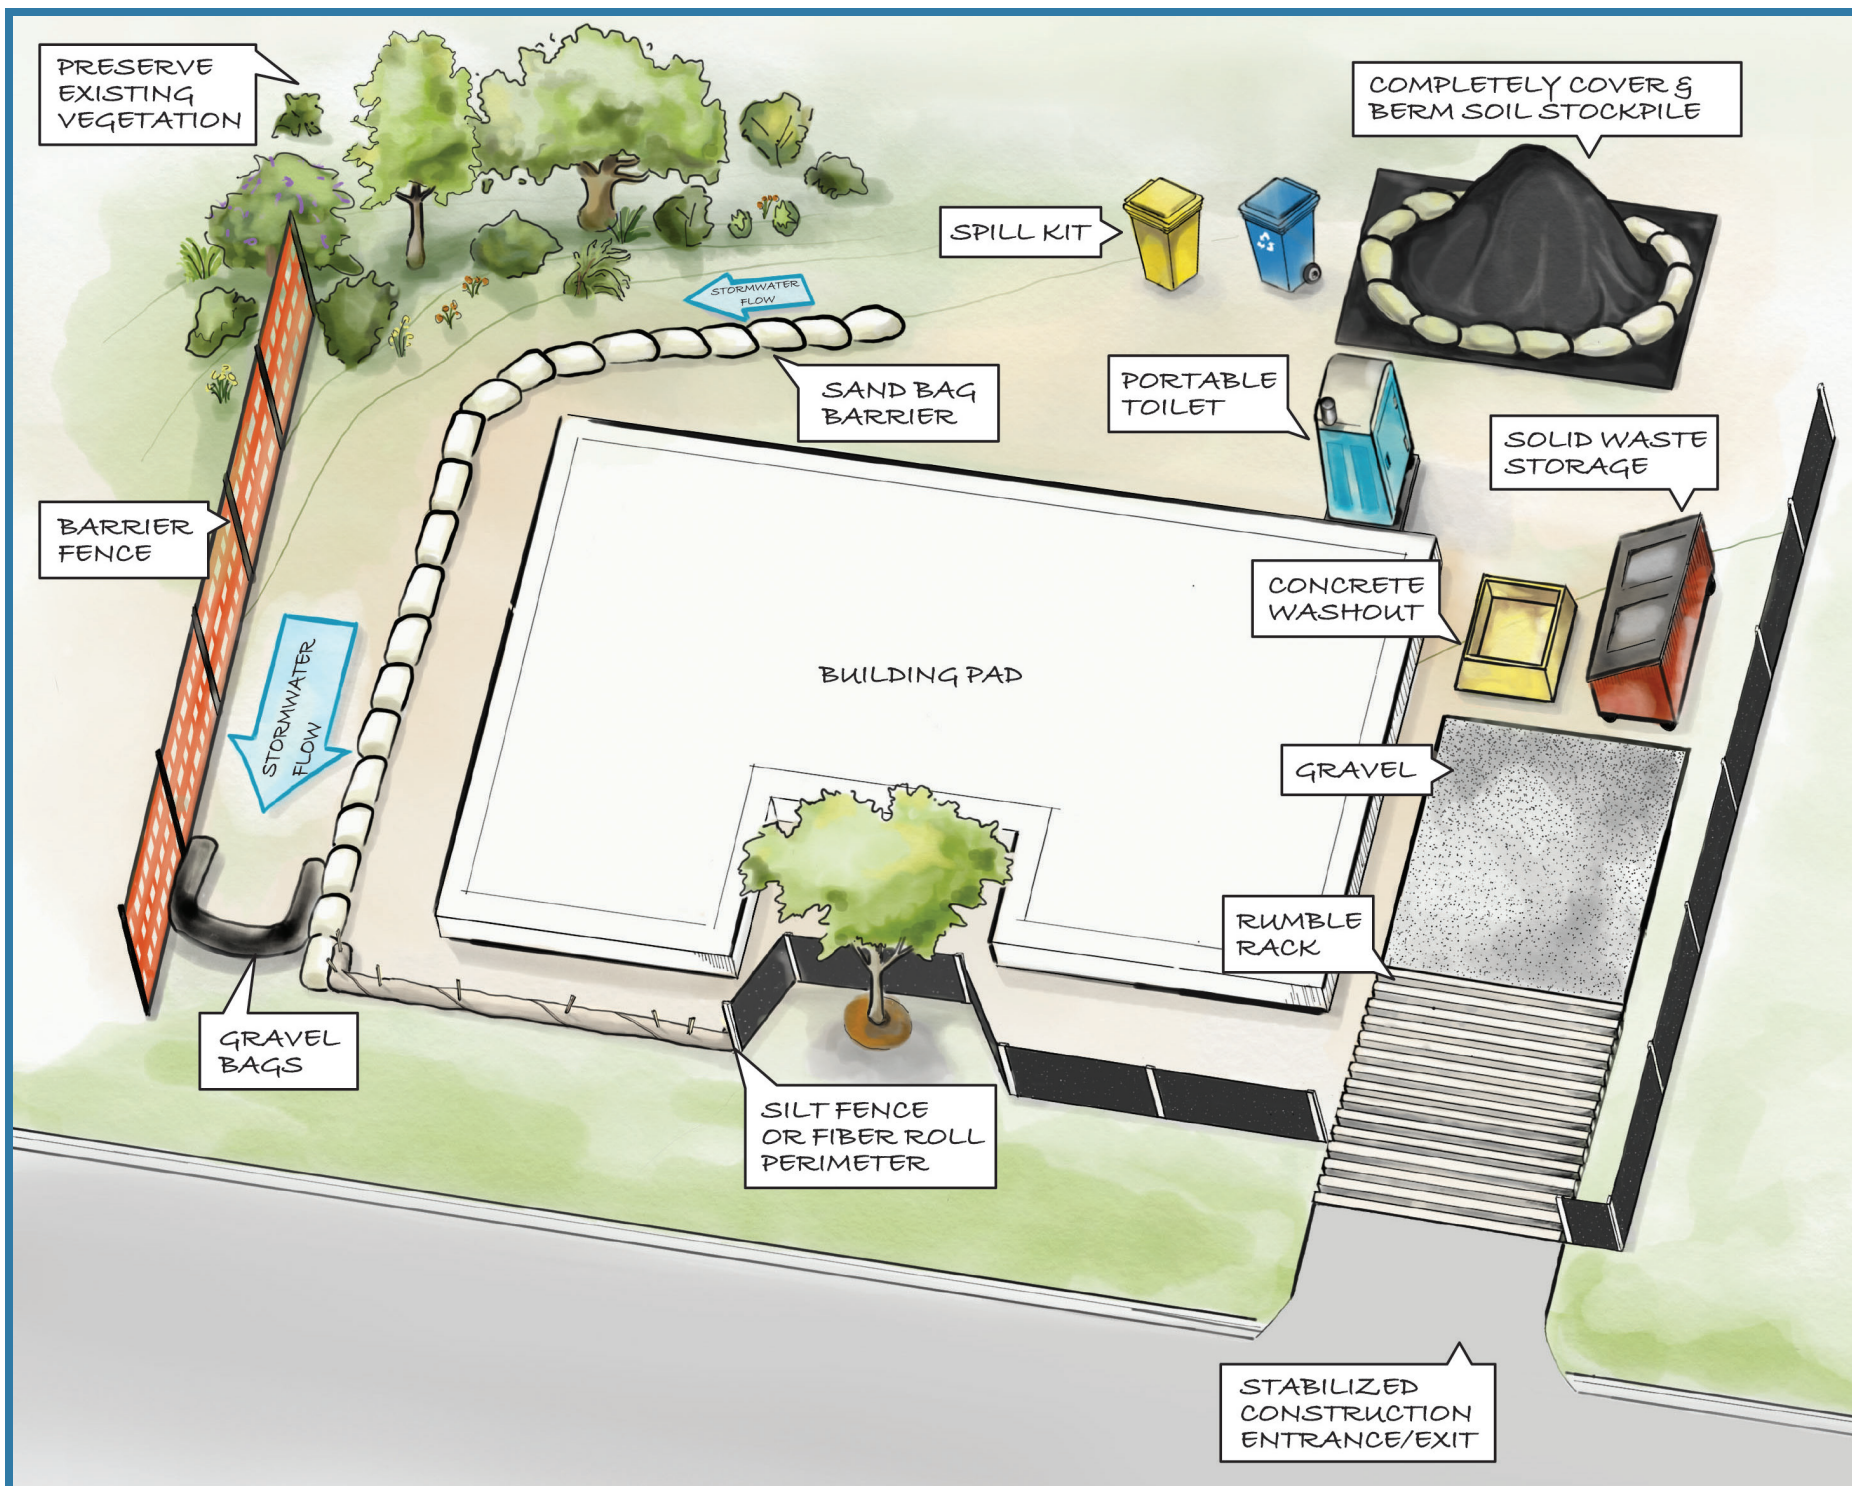 PRESERVE
EXISTING
VEGETATION
COMPLETELY COVER &
BERM SOIL STOCKPILE
SPILL KIT
STORMWATER
FLOW
SAND BAG
BARRIER
PORTABLE
TOILET
SOLID WASTE
STORAGE
BARRIER
FENCE
CONCRETE
WASHOUT
STORMWATER
FLOW
BUILDING PAD
GRAVEL
RUMBLE
RACK
GRAVEL
BAGS
SILT FENCE
OR FIBER ROLL
PERIMETER
STABILIZED
CONSTRUCTION
ENTRANCE/EXIT